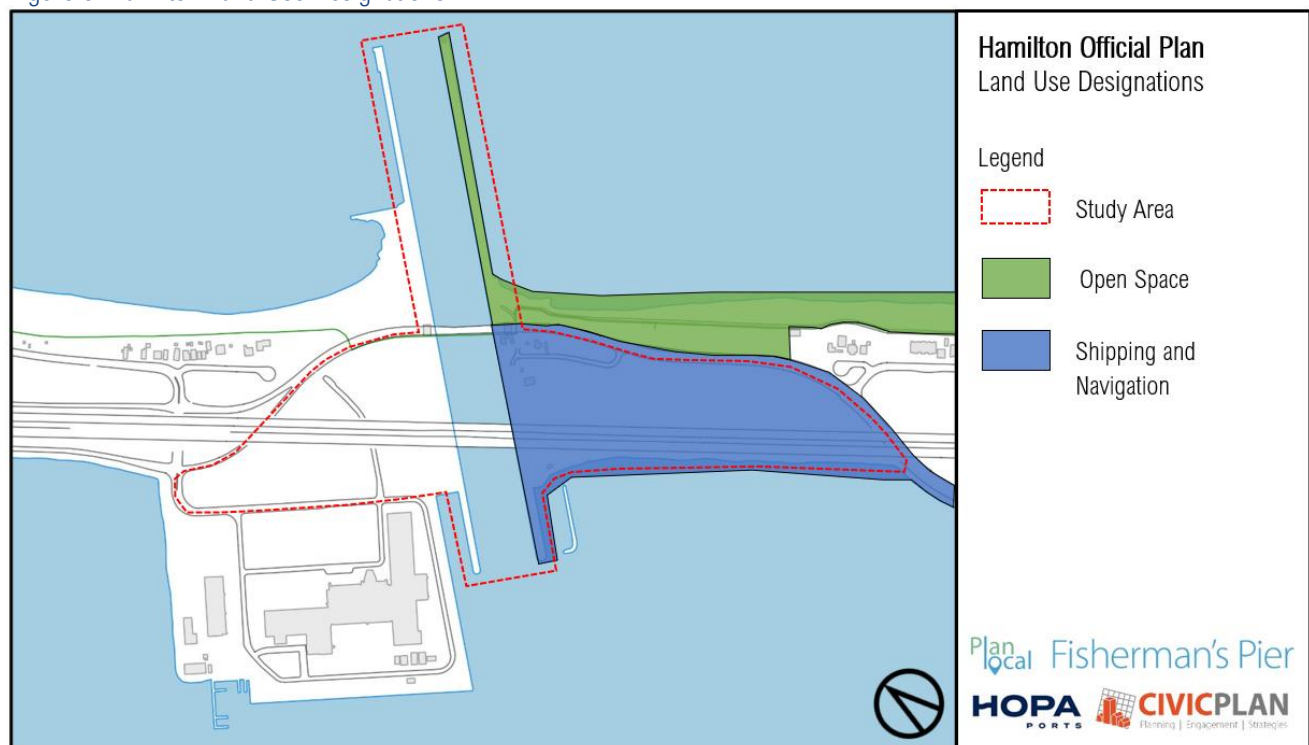 Hamilton Official Plan
Land Use Designations
Legend
Study Area
Open Space
Shipping and
Navigation
Plan
local
Fisherman's Pier
HOPA
PORTS
CIVICPLAN
Planning | Engagement | Strategies